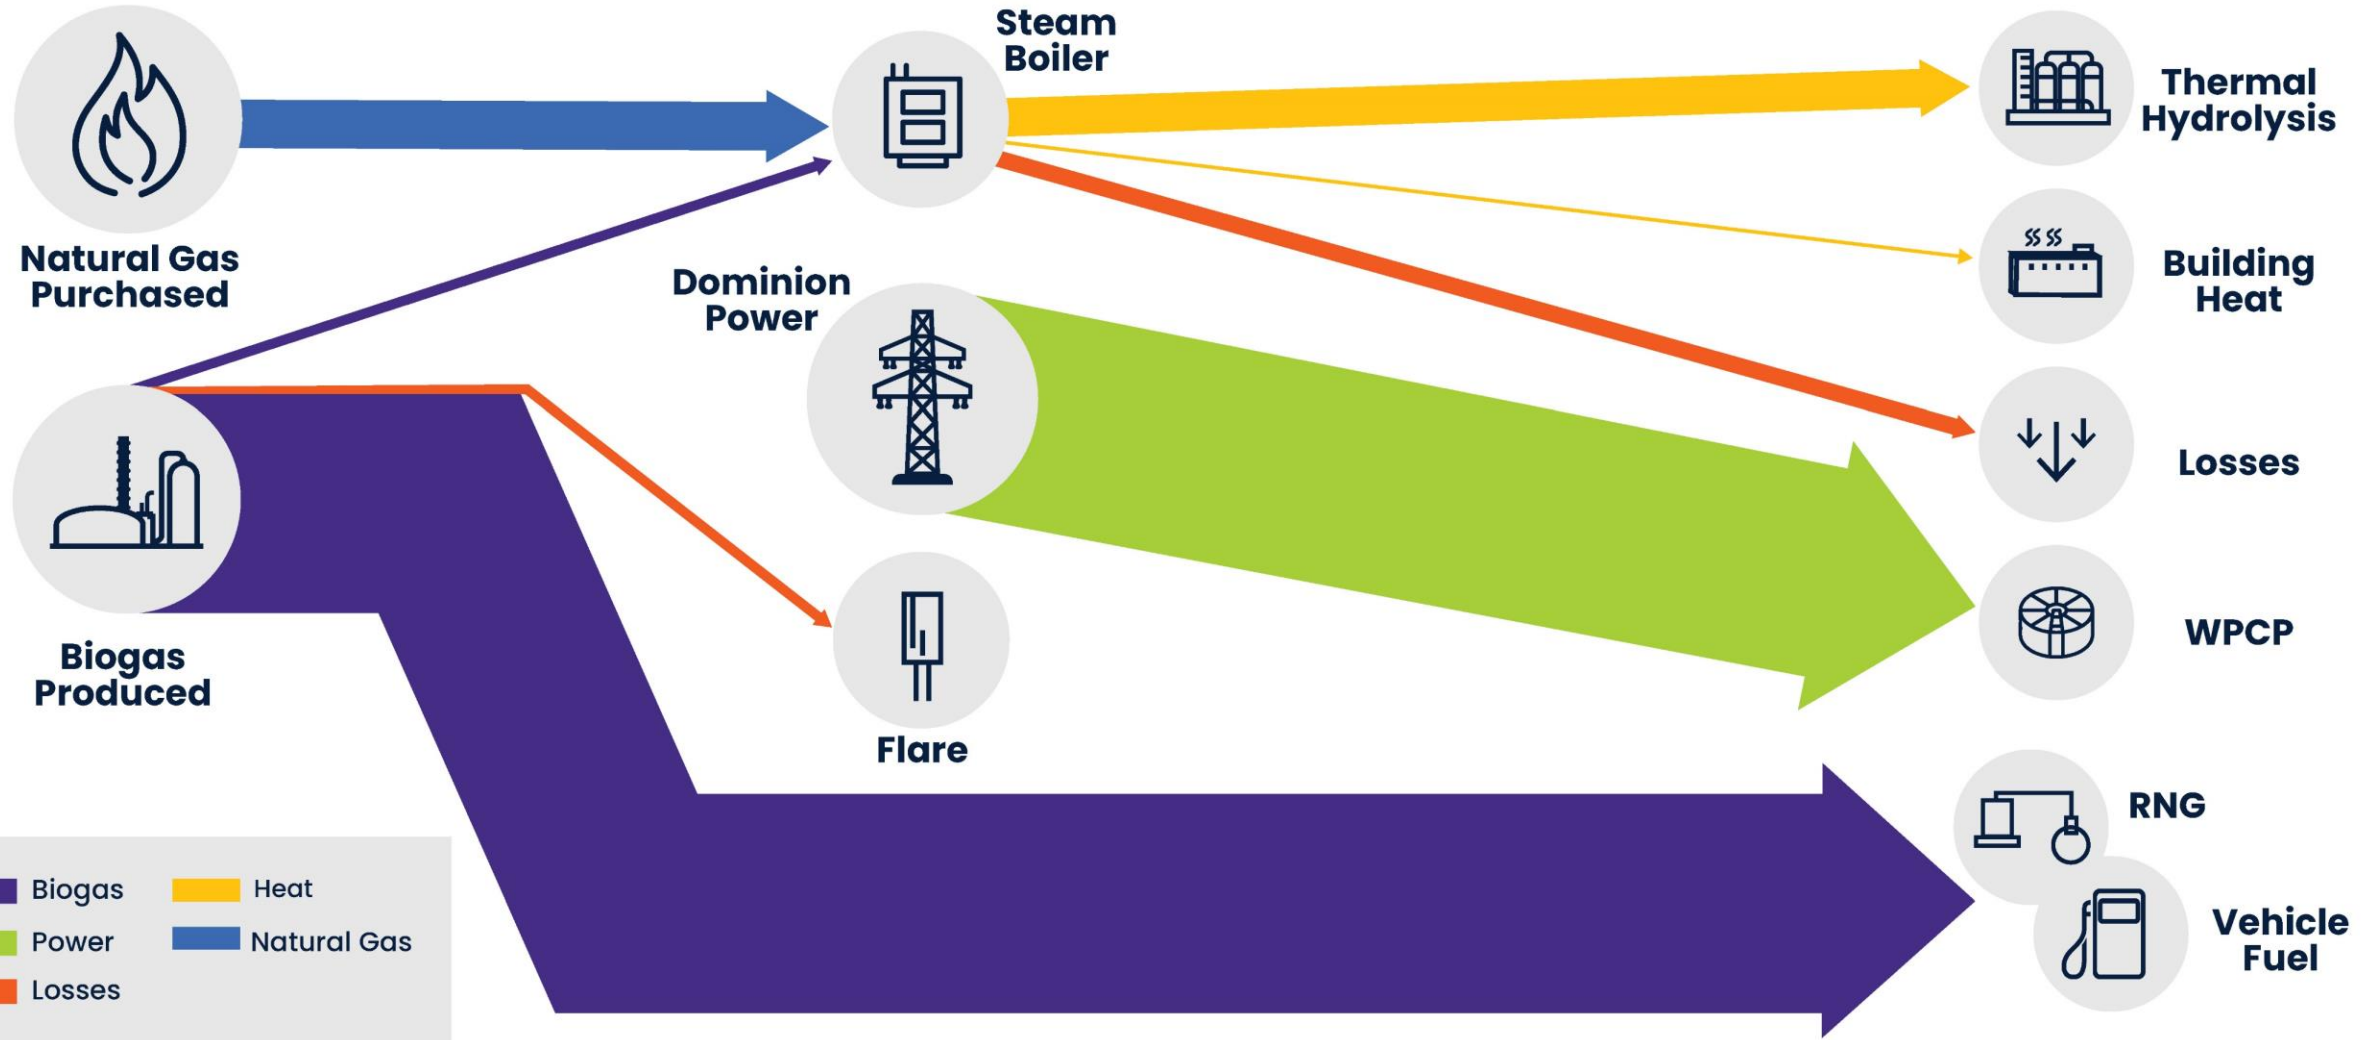 Steam
Boiler
Thermal
Hydrolysis
Natural Gas
Purchased
Dominion
Power
Building
Heat
Losses
WPCP
Biogas
Produced
Flare
RNG
Vehicle
Fuel
Biogas
Heat
Power
Natural Gas
Losses